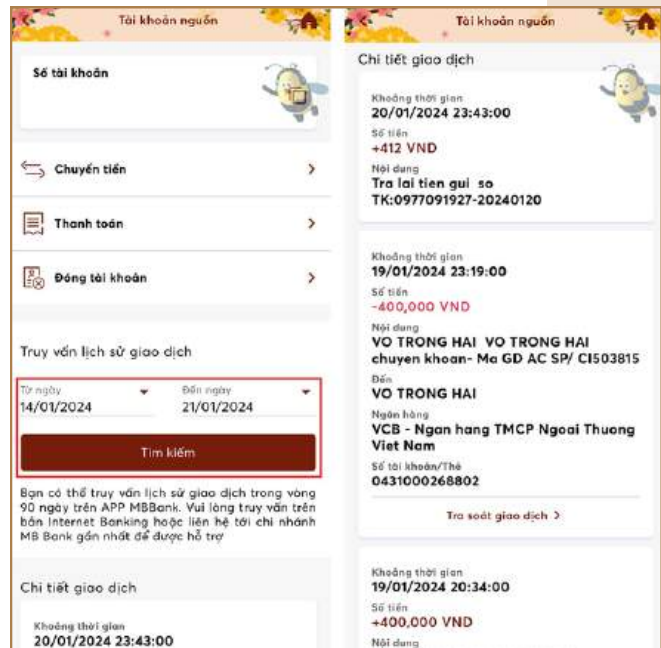 Tài khoản nguồn
Số tài khoản
Chuyển tiền
Thanh toán
Đóng tài khoản
Truy vấn lịch sử giao dịch
Từ ngày
Đến ngày
14/01/2024
21/01/2024
Tìm kiếm
Bạn có thể truy vấn lịch sử giao dịch trong vòng
90 ngày trên APP MBBank. Vui lòng truy vấn trên
bản Internet Banking hoặc liên hệ tới chi nhánh
MB Bank gần nhất để được hỗ trợ
Chi tiết giao dịch
Khoảng thời gian
20/01/2024 23:43:00
Tài khoản nguồn
Chi tiết giao dịch
Khoảng thời gian
20/01/2024 23:43:00
Số tiền
+412 VND
Nội dung
Tra lai tien gui so
TK:0977091927-20240120
Khoảng thời gian
19/01/2024 23:19:00
Số tiền
-400,000 VND
Nội dung
VO TRONG HAI VO TRONG HAI
chuyen khoan- Ma GD AC SP/ CI503815
Đến
VO TRONG HAI
Ngân hàng
VCB - Ngan hang TMCP Ngoai Thuong
Viet Nam
Số tài khoản/Thẻ
0431000268802
Tra soát giao dịch
Khoảng thời gian
19/01/2024 20:34:00
Số tiền
+400,000 VND
Nội dung